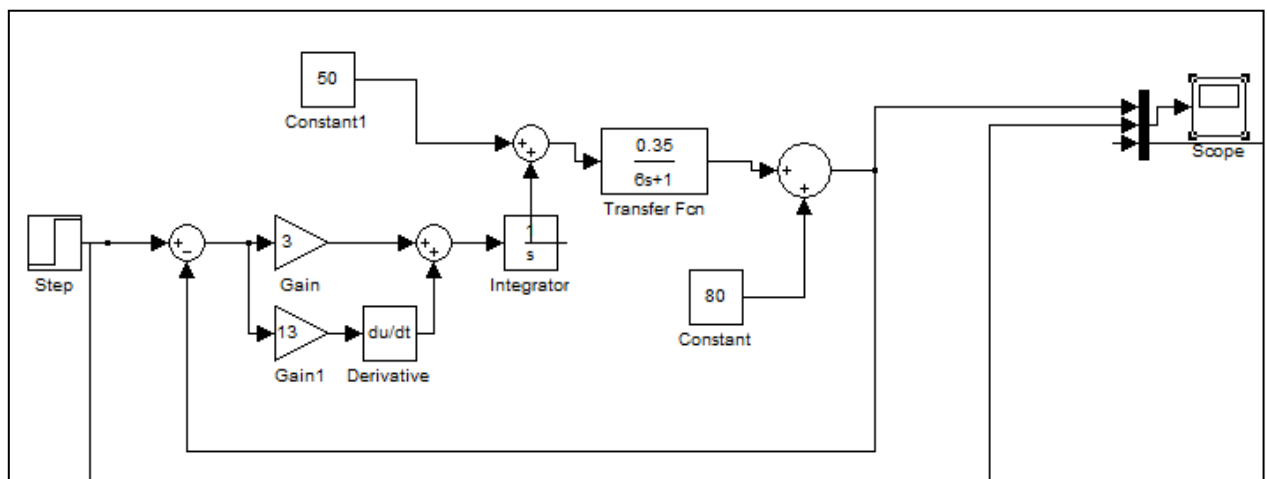 50
Constant1
+
+
0.35
6s+1
Transfer Fcn
+
+
Scope
Step
+
−
3
Gain
+
+
1
s
Integrator
80
Constant
13
Gain1
du/dt
Derivative